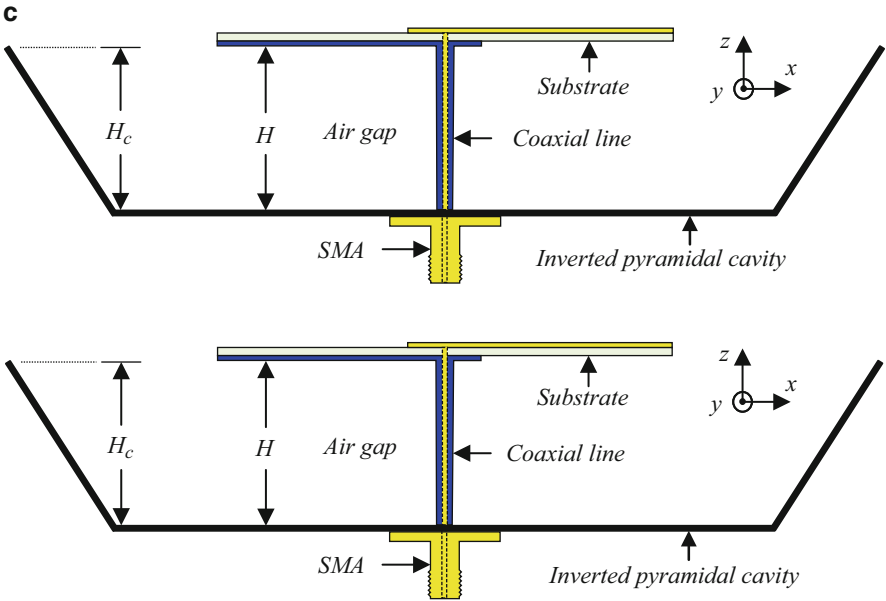 c
z
x
y
Substrate
H_c
H
Air gap
Coaxial line
SMA
Inverted pyramidal cavity
z
x
y
Substrate
H_c
H
Air gap
Coaxial line
SMA
Inverted pyramidal cavity